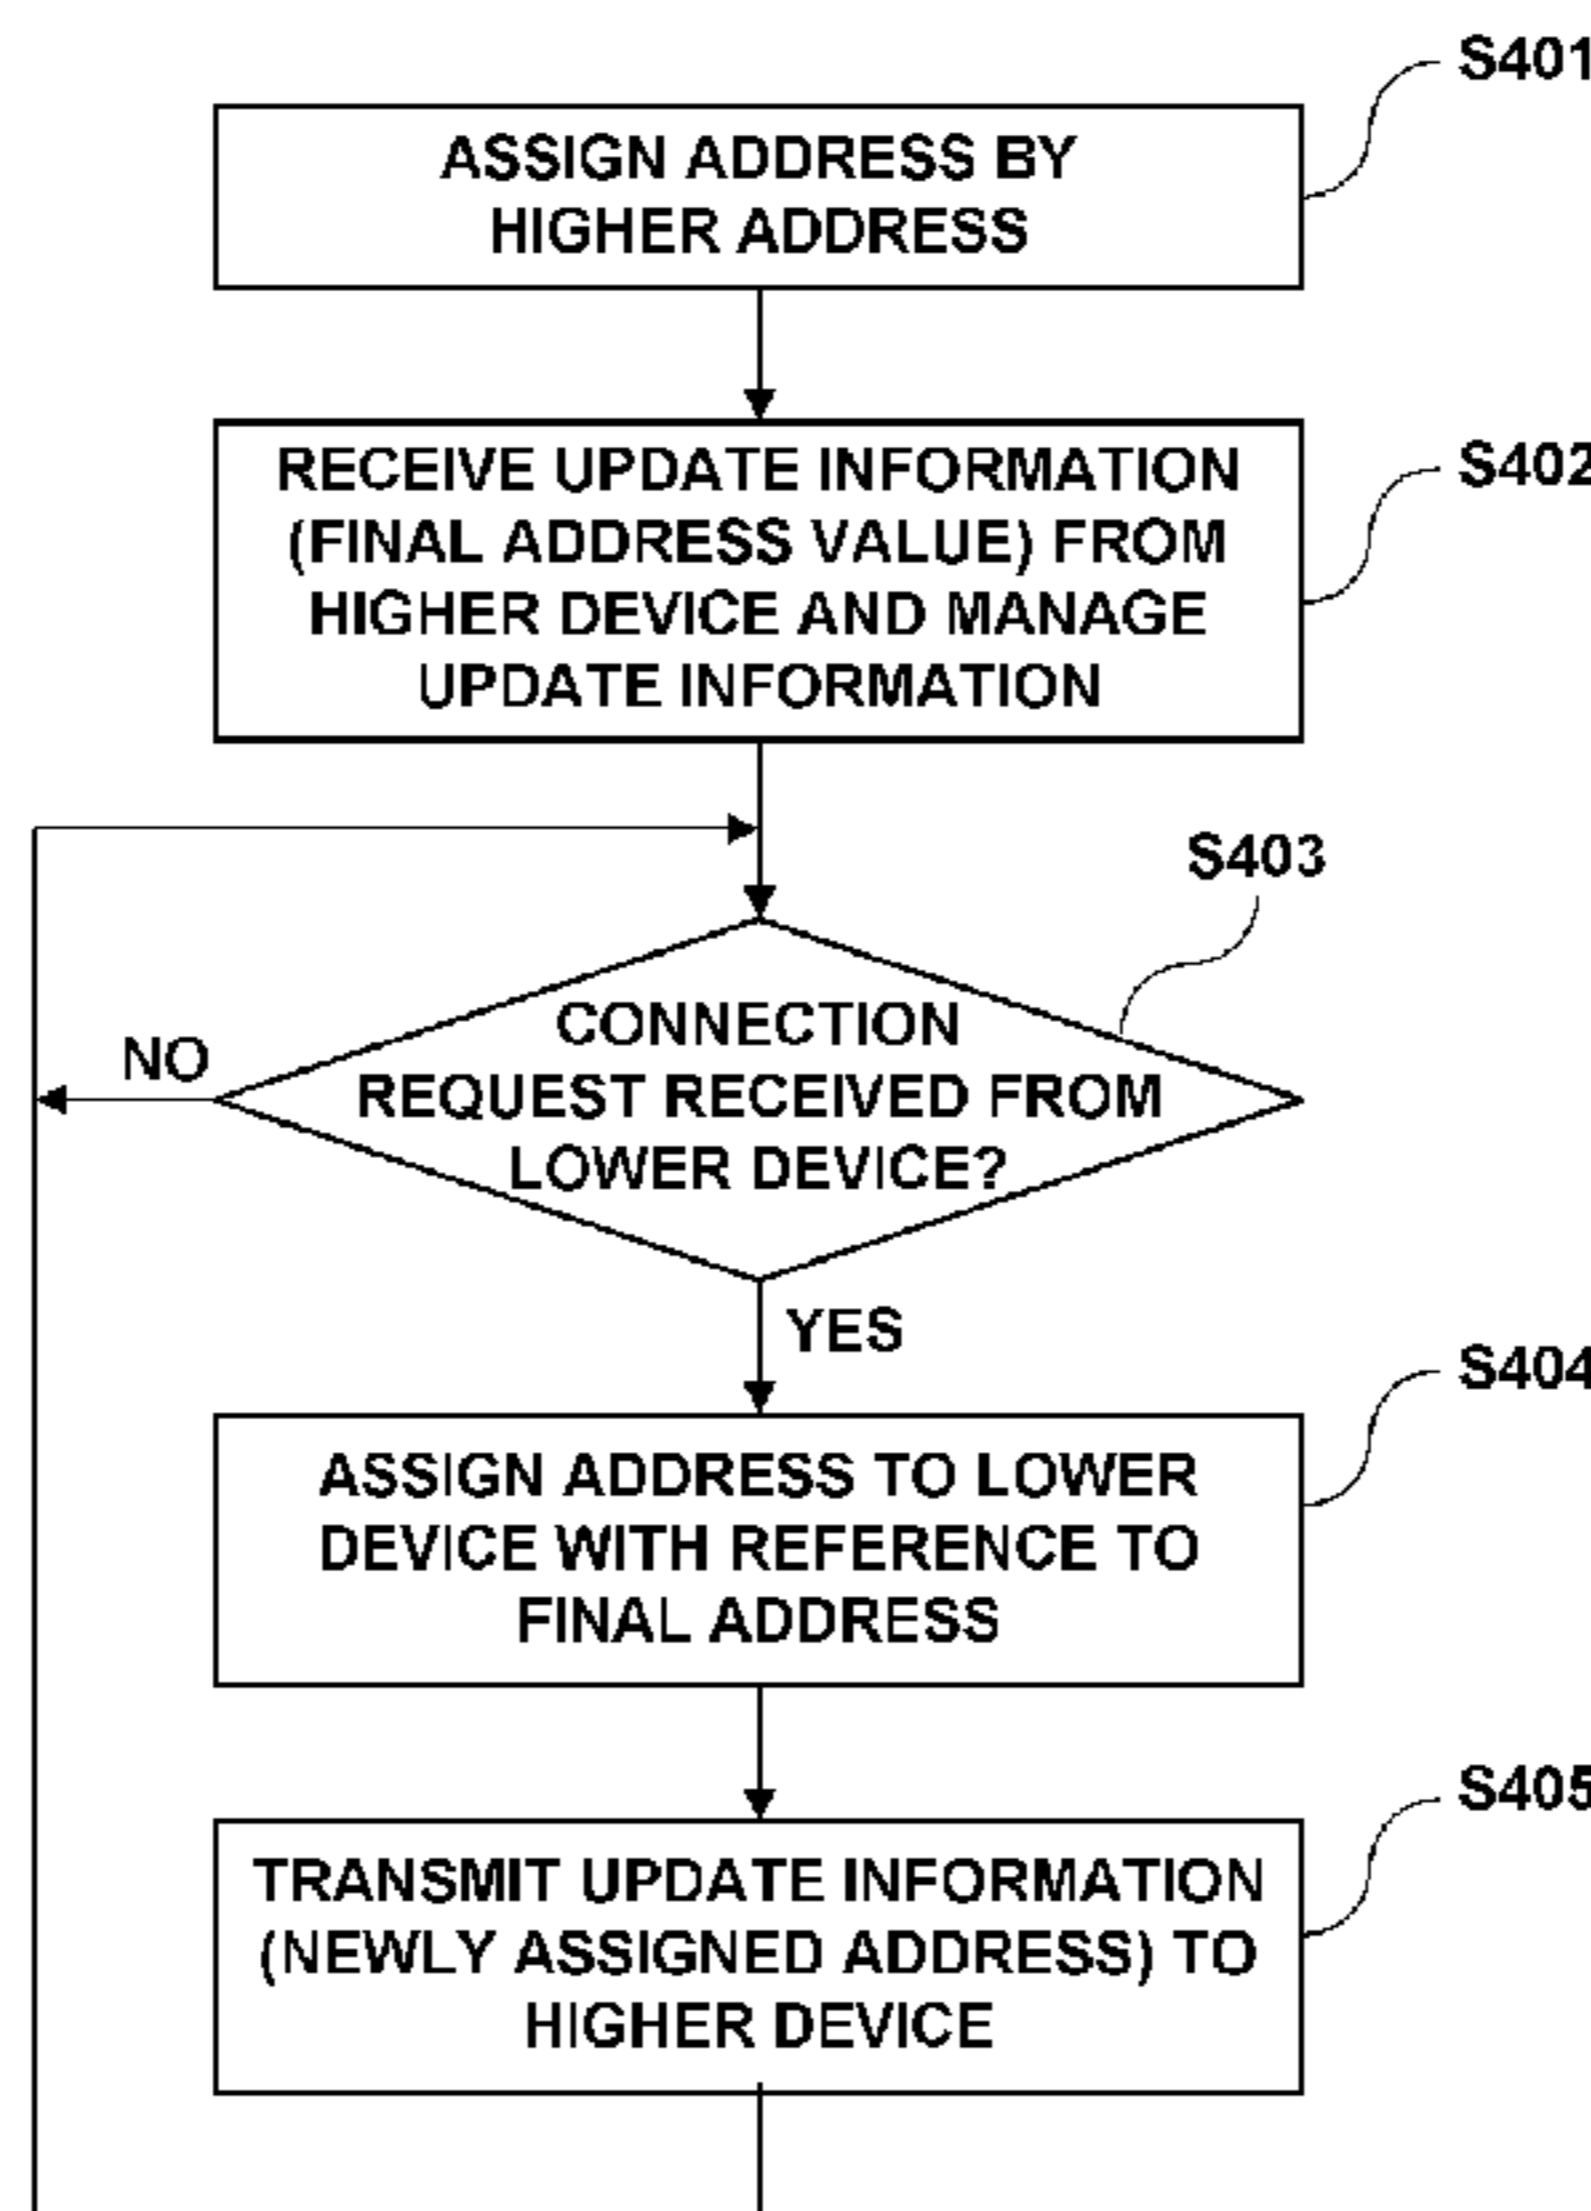 S401
ASSIGN ADDRESS BY
HIGHER ADDRESS
RECEIVE UPDATE INFORMATION
(FINAL ADDRESS VALUE) FROM
HIGHER DEVICE AND MANAGE
UPDATE INFORMATION
S402
S403
CONNECTION
REQUEST RECEIVED FROM
LOWER DEVICE?
NO
YES
S404
ASSIGN ADDRESS TO LOWER
DEVICE WITH REFERENCE TO
FINAL ADDRESS
S405
TRANSMIT UPDATE INFORMATION
(NEWLY ASSIGNED ADDRESS) TO
HIGHER DEVICE